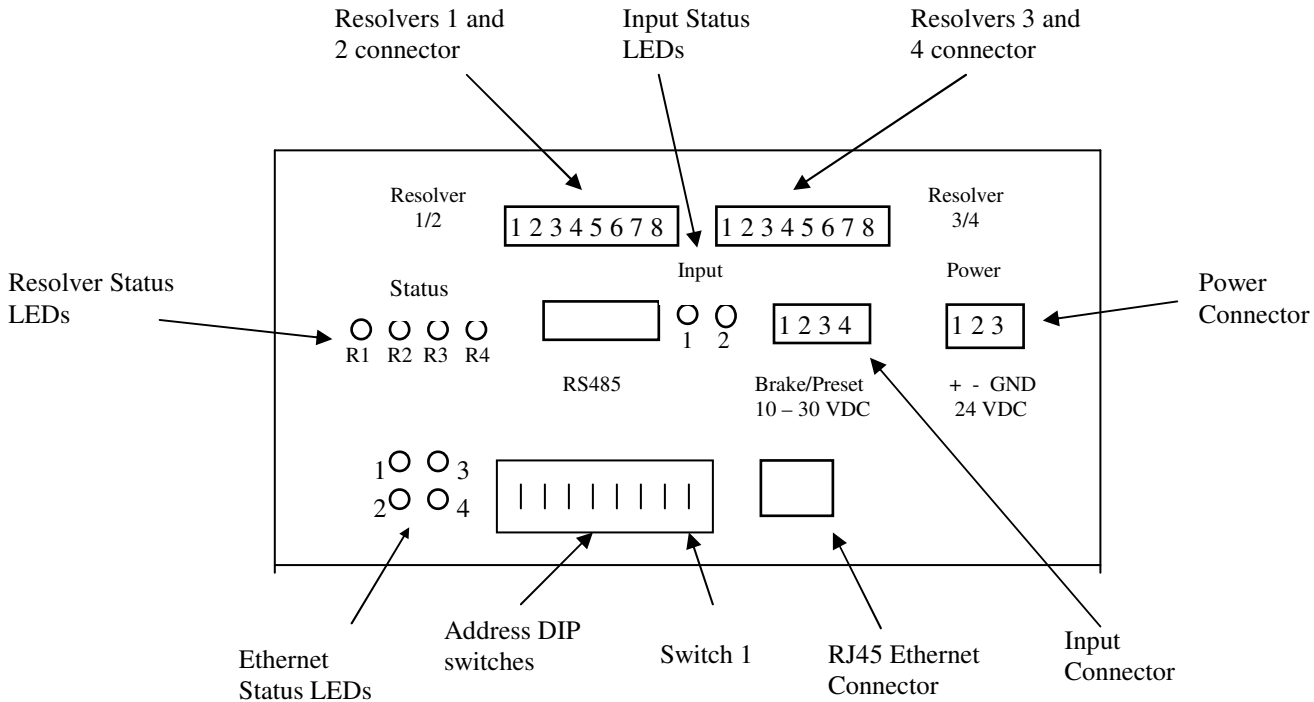 Resolvers 1 and
2 connector
Input Status
LEDs
Resolvers 3 and
4 connector
Resolver
1/2
1 2 3 4 5 6 7 8
1 2 3 4 5 6 7 8
Resolver
3/4
Resolver Status
LEDs
Status
R1 R2 R3 R4
Input
1 2
1 2 3 4
Power
1 2 3
Power
Connector
RS485
Brake/Preset
10 – 30 VDC
+ - GND
24 VDC
1 3
2 4
Ethernet
Status LEDs
Address DIP
switches
Switch 1
RJ45 Ethernet
Connector
Input
Connector